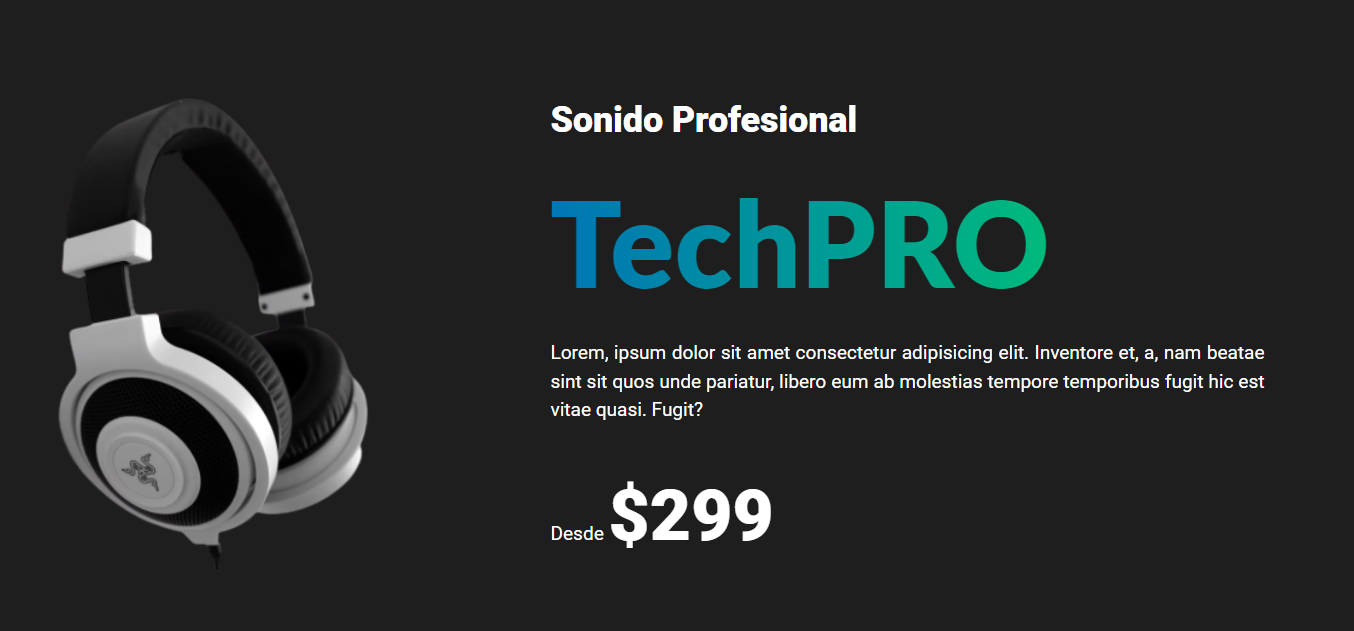 Sonido Profesional
TechPRO
Lorem, ipsum dolor sit amet consectetur adipisicing elit. Inventore et, a, nam beatae
sint sit quos unde pariatur, libero eum ab molestias tempore temporibus fugit hic est
vitae quasi. Fugit?
Desde $299